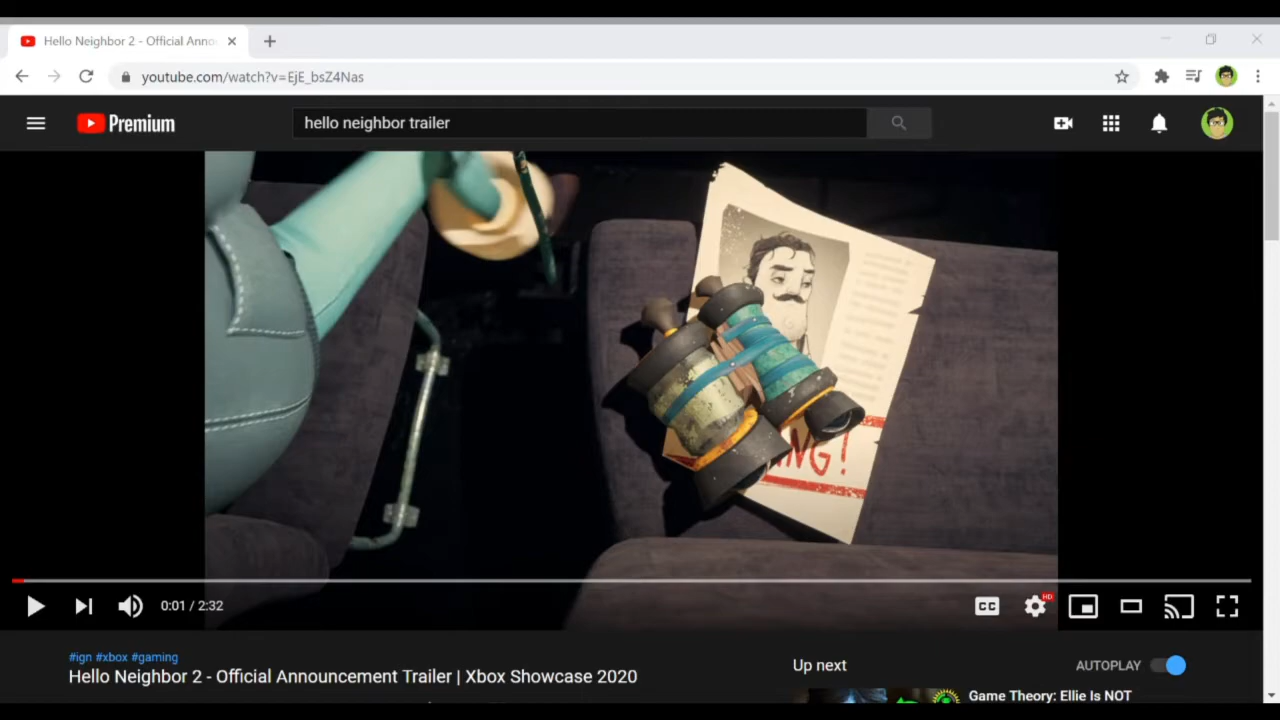 Hello Neighbor 2 - Official Anno
youtube.com/watch?v=EjE_bsZ4Nas
Premium
hello neighbor trailer
NG!
0:01 / 2:32
CC
HD
#ign #xbox #gaming
Hello Neighbor 2 - Official Announcement Trailer | Xbox Showcase 2020
Up next
AUTOPLAY
Game Theory: Ellie Is NOT